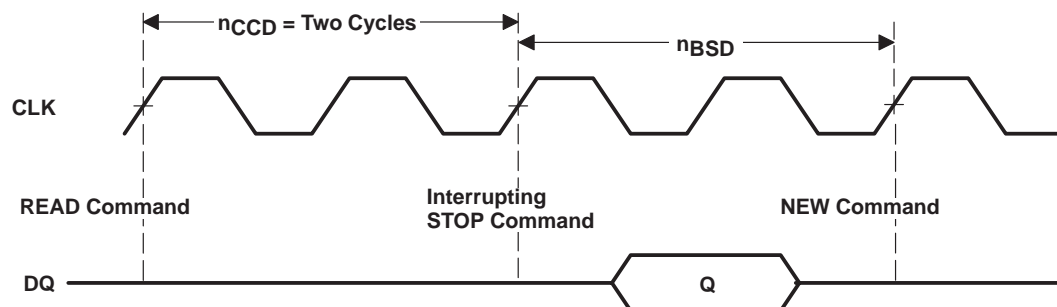 nCCD = Two Cycles
nBSD
CLK
READ Command
Interrupting
STOP Command
NEW Command
DQ
Q